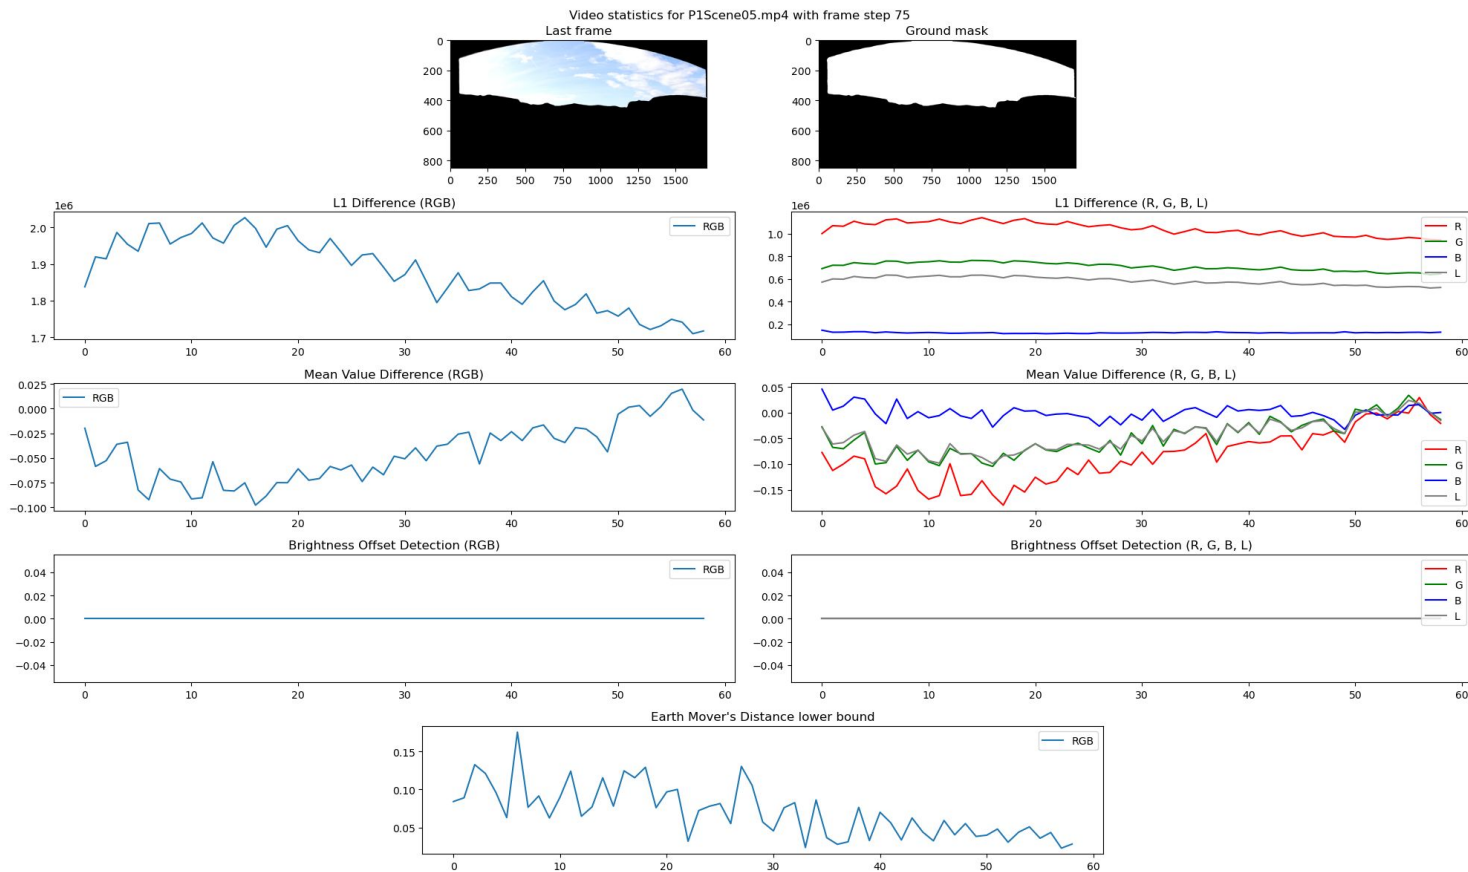 Video statistics for P1Scene05.mp4 with frame step 75
Last frame
Ground mask
0
200
400
600
800
0 250 500 750 1000 1250 1500
0
200
400
600
800
0 250 500 750 1000 1250 1500
L1 Difference (RGB)
1e6
2.0
1.9
1.8
1.7
RGB
0 10 20 30 40 50 60
L1 Difference (R, G, B, L)
1e6
1.0
0.8
0.6
0.4
0.2
R
G
B
L
0 10 20 30 40 50 60
Mean Value Difference (RGB)
0.025
0.000
−0.025
−0.050
−0.075
−0.100
RGB
0 10 20 30 40 50 60
Mean Value Difference (R, G, B, L)
0.05
0.00
−0.05
−0.10
−0.15
R
G
B
L
0 10 20 30 40 50 60
Brightness Offset Detection (RGB)
0.04
0.02
0.00
−0.02
−0.04
RGB
0 10 20 30 40 50 60
Brightness Offset Detection (R, G, B, L)
0.04
0.02
0.00
−0.02
−0.04
R
G
B
L
0 10 20 30 40 50 60
Earth Mover's Distance lower bound
0.15
0.10
0.05
RGB
0 10 20 30 40 50 60